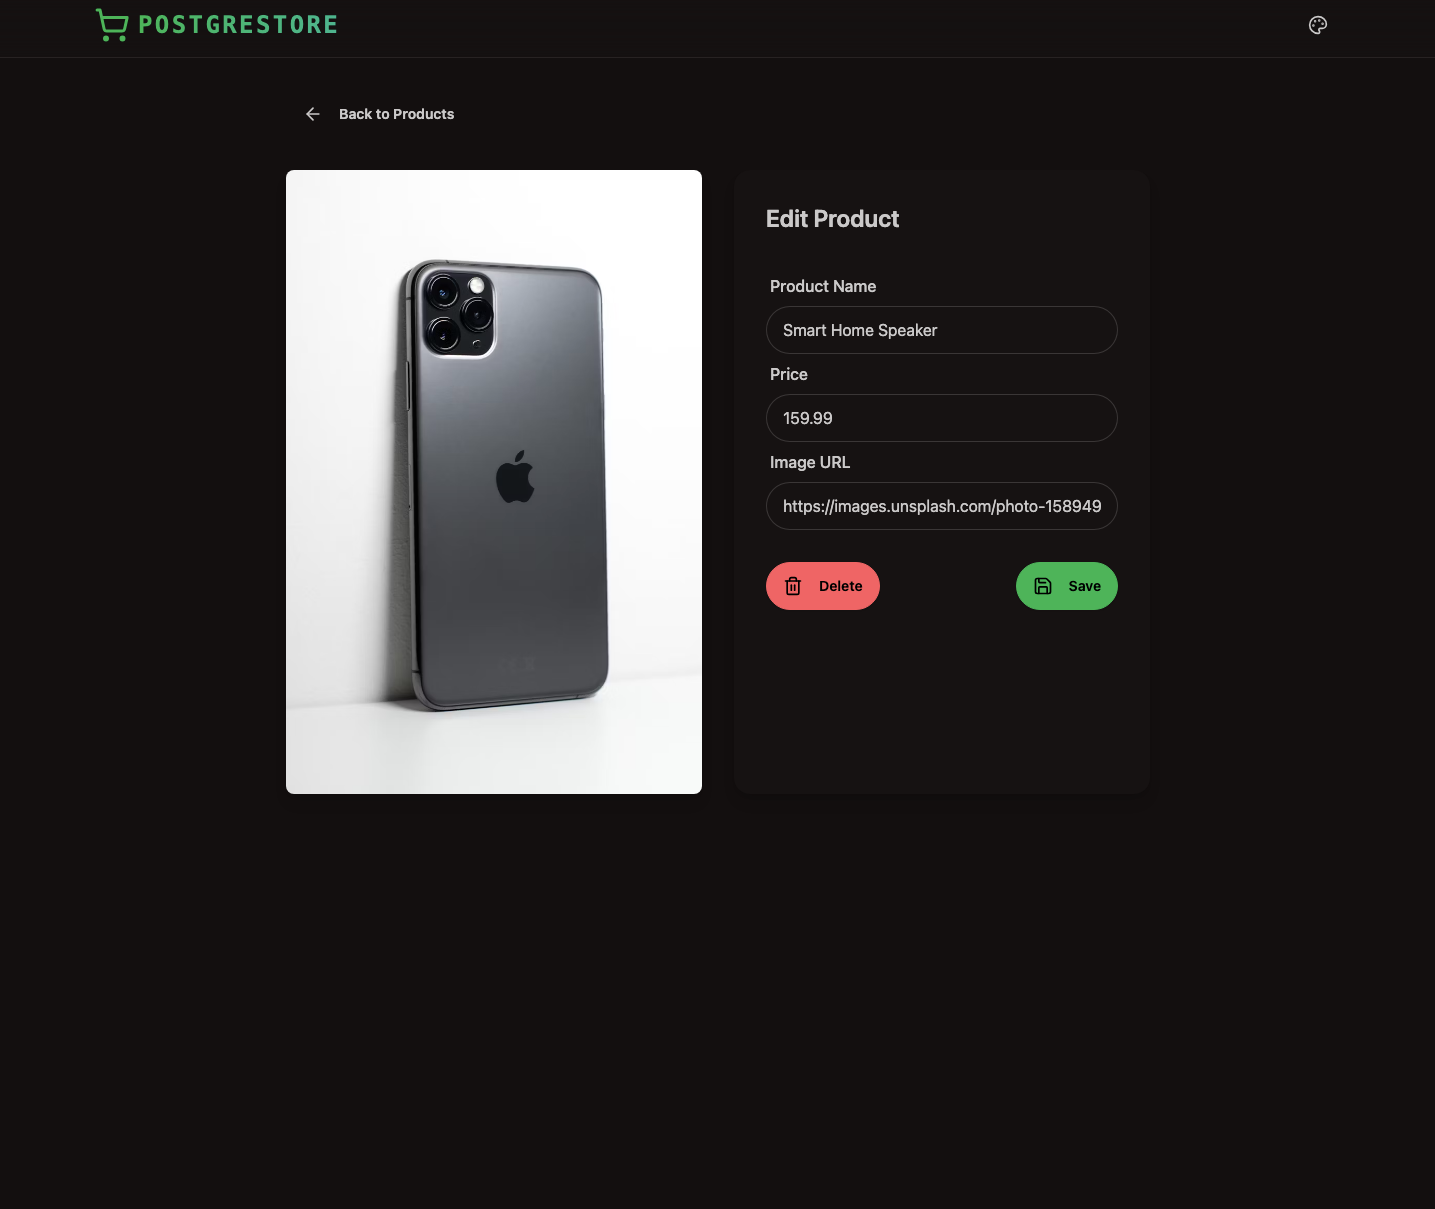 POSTGRESTORE
Back to Products
Edit Product
Product Name
Smart Home Speaker
Price
159.99
Image URL
https://images.unsplash.com/photo-158949
Delete
Save